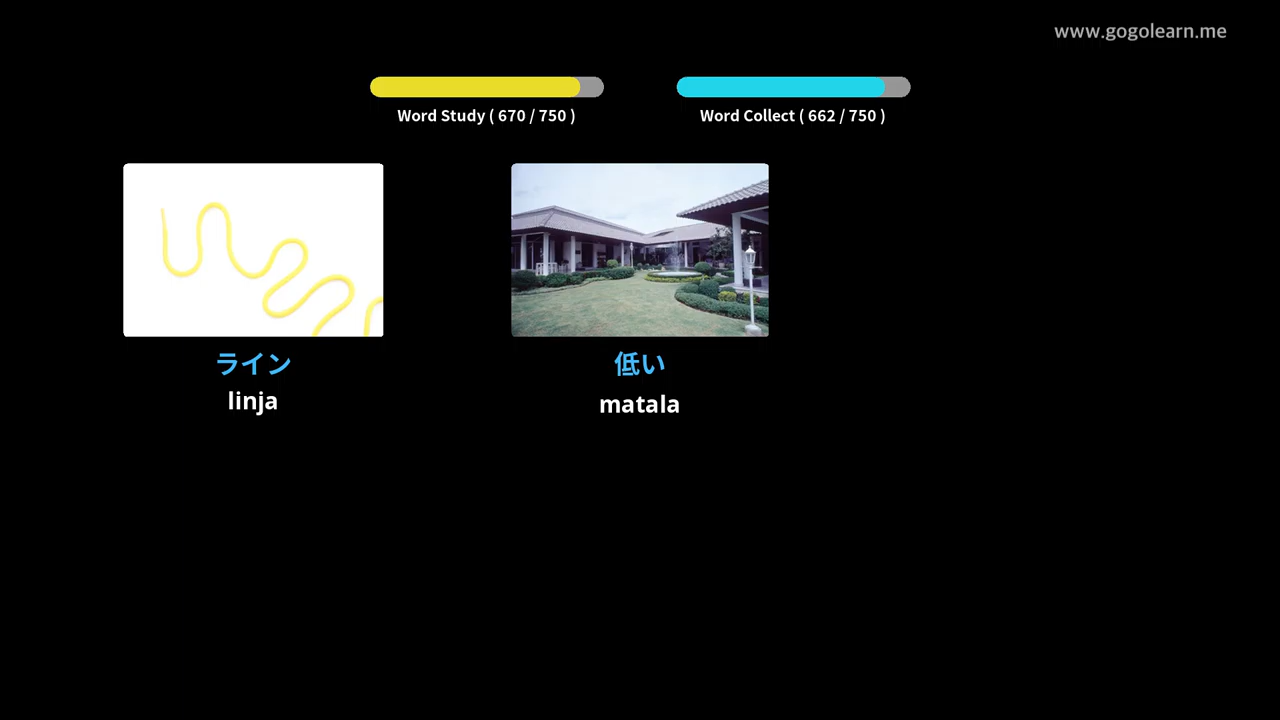 www.gogolearn.me
Word Study ( 670 / 750 )
Word Collect ( 662 / 750 )
ライン
linja
低い
matala